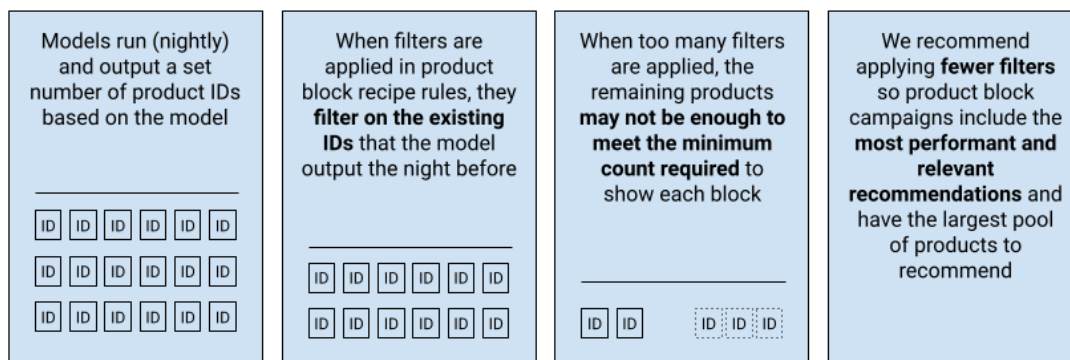 Models run (nightly)
and output a set
number of product IDs
based on the model
ID ID ID ID ID ID
ID ID ID ID ID ID
ID ID ID ID ID ID
When filters are
applied in product
block recipe rules, they
filter on the existing
IDs that the model
output the night before
ID ID ID ID ID ID
ID ID ID ID ID ID
When too many filters
are applied, the
remaining products
may not be enough to
meet the minimum
count required to
show each block
ID ID ID ID ID
We recommend
applying fewer filters
so product block
campaigns include the
most performant and
relevant
recommendations and
have the largest pool
of products to
recommend